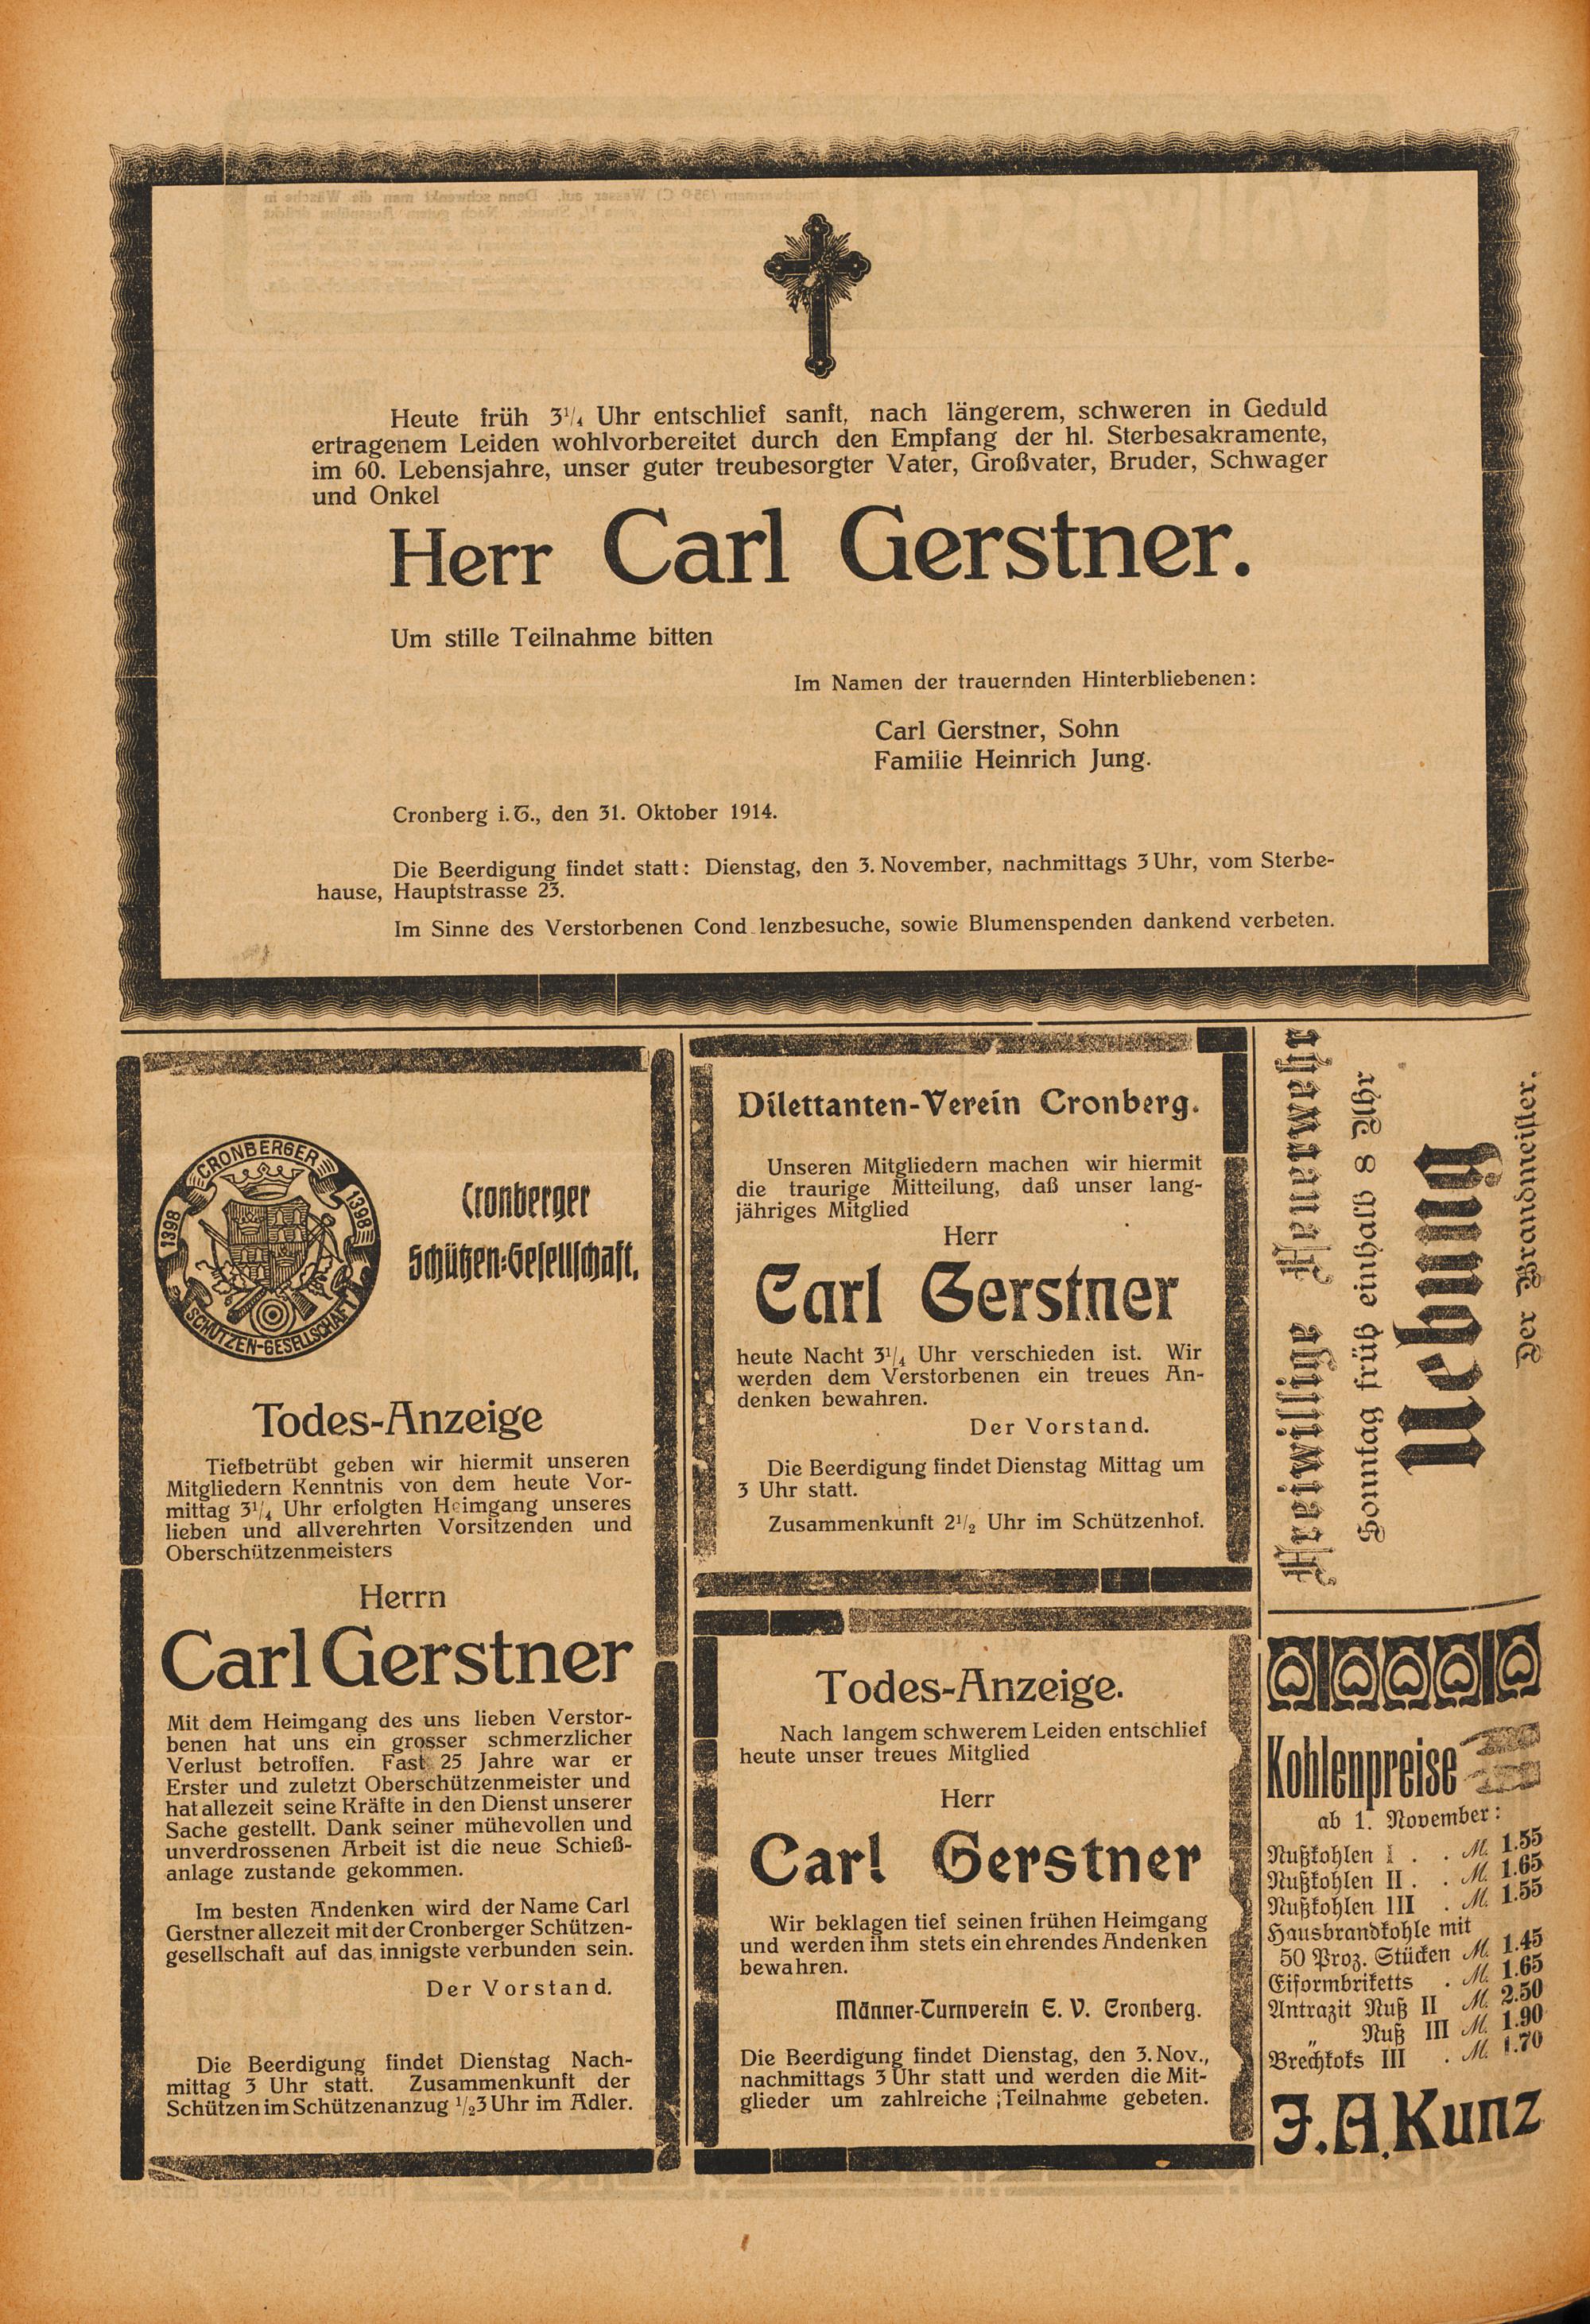 Heute früh 3¼ Uhr entschlief sanft, nach längerem, schweren in Geduld
ertragenem Leiden wohlvorbereitet durch den Empfang der hl. Sterbesakramente,
im 60. Lebensjahre, unser guter treubesorgter Vater, Großvater, Bruder, Schwager
und Onkel
Herr Carl Gerstner.
Um stille Teilnahme bitten
Im Namen der trauernden Hinterbliebenen:
Carl Gerstner, Sohn
Familie Heinrich Jung.
Cronberg i. T., den 31. Oktober 1914.
Die Beerdigung findet statt: Dienstag, den 3. November, nachmittags 3 Uhr, vom Sterbe-
hause, Hauptstrasse 23.
Im Sinne des Verstorbenen Cond lenzbesuche, sowie Blumenspenden dankend verbeten.
CRONBERGER
1398 1398
SCHÜTZEN-GESELLSCHAFT
Cronberger
Schützen-Gesellschaft.
Todes-Anzeige
Tiefbetrübt geben wir hiermit unseren
Mitgliedern Kenntnis von dem heute Vor-
mittag 3¼ Uhr erfolgten Heimgang unseres
lieben und allverehrten Vorsitzenden und
Oberschützenmeisters
Herrn
Carl Gerstner
Mit dem Heimgang des uns lieben Verstor-
benen hat uns ein grosser schmerzlicher
Verlust betroffen. Fast 25 Jahre war er
Erster und zuletzt Oberschützenmeister und
hat allezeit seine Kräfte in den Dienst unserer
Sache gestellt. Dank seiner mühevollen und
unverdrossenen Arbeit ist die neue Schieß-
anlage zustande gekommen.
Im besten Andenken wird der Name Carl
Gerstner allezeit mit der Cronberger Schützen-
gesellschaft auf das innigste verbunden sein.
Der Vorstand.
Die Beerdigung findet Dienstag Nach-
mittag 3 Uhr statt. Zusammenkunft der
Schützen im Schützenanzug ½3 Uhr im Adler.
Dilettanten-Verein Cronberg.
Unseren Mitgliedern machen wir hiermit
die traurige Mitteilung, daß unser lang-
jähriges Mitglied
Herr
Carl Gerstner
heute Nacht 3¼ Uhr verschieden ist. Wir
werden dem Verstorbenen ein treues An-
denken bewahren.
Der Vorstand.
Die Beerdigung findet Dienstag Mittag um
3 Uhr statt.
Zusammenkunft 2½ Uhr im Schützenhof.
Todes-Anzeige.
Nach langem schwerem Leiden entschlief
heute unser treues Mitglied
Herr
Carl Gerstner
Wir beklagen tief seinen frühen Heimgang
und werden ihm stets ein ehrendes Andenken
bewahren.
Männer-Turnverein E. V. Cronberg.
Die Beerdigung findet Dienstag, den 3. Nov.,
nachmittags 3 Uhr statt und werden die Mit-
glieder um zahlreiche Teilnahme gebeten.
Freiwillige Feuerwehr
Sonntag früh einhalb 8 Uhr
Uebung
Der Brandmeister.
Kohlenpreise
ab 1. November:
Nußkohlen I . . M. 1.55
Nußkohlen II . . M. 1.65
Nußkohlen III . M. 1.55
Hausbrandkohle mit
50 Proz. Stücken M. 1.45
Eiformbriketts . M. 1.65
Antrazit Nuß II M. 2.50
„ Nuß III M. 1.90
Brechkoks III . M. 1.70
J. A. Kunz